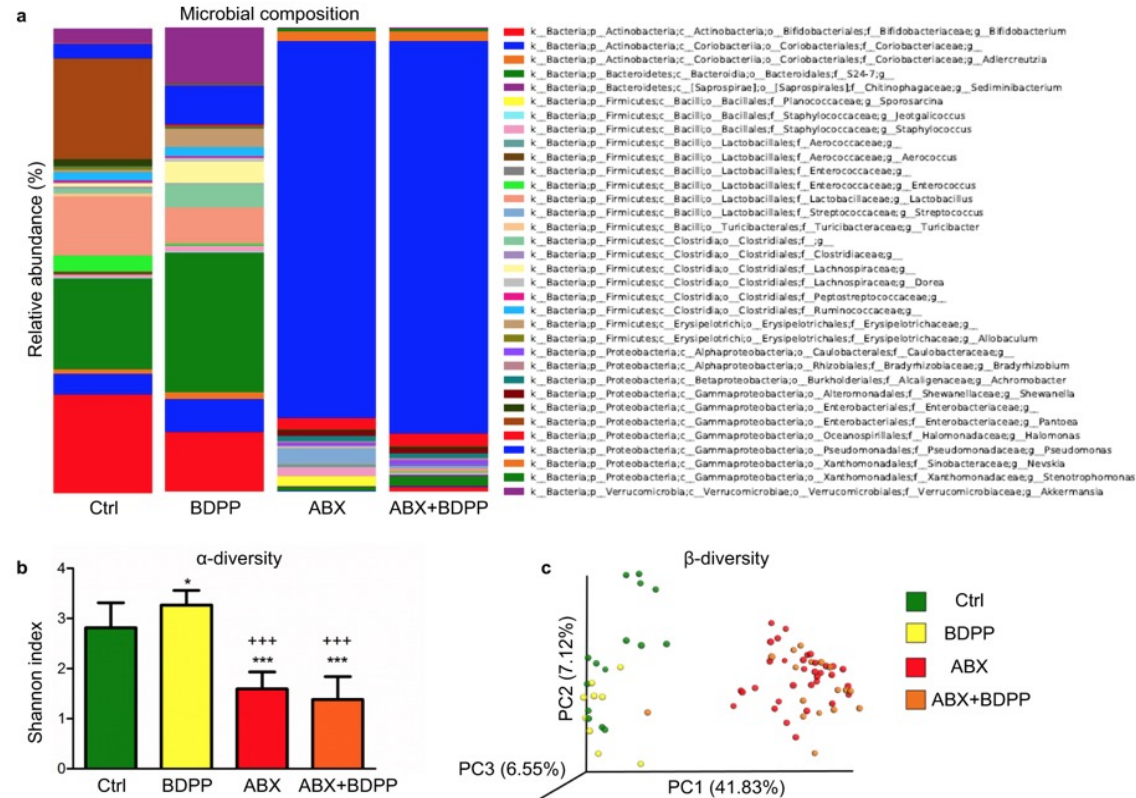 a
Microbial composition
Relative abundance (%)
Ctrl
BDPP
ABX
ABX+BDPP
k__Bacteria;p__Actinobacteria;c__Actinobacteria;o__Bifidobacteriales;f__Bifidobacteriaceae;g__Bifidobacterium
k__Bacteria;p__Actinobacteria;c__Coriobacteriia;o__Coriobacteriales;f__Coriobacteriaceae;g__
k__Bacteria;p__Actinobacteria;c__Coriobacteriia;o__Coriobacteriales;f__Coriobacteriaceae;g__Adlercreutzia
k__Bacteria;p__Bacteroidetes;c__Bacteroidia;o__Bacteroidales;f__S24-7;g__
k__Bacteria;p__Bacteroidetes;c__[Saprospirae];o__[Saprospirales];f__Chitinophagaceae;g__Sediminibacterium
k__Bacteria;p__Firmicutes;c__Bacilli;o__Bacillales;f__Planococcaceae;g__Sporosarcina
k__Bacteria;p__Firmicutes;c__Bacilli;o__Bacillales;f__Staphylococcaceae;g__Jeotgalicoccus
k__Bacteria;p__Firmicutes;c__Bacilli;o__Bacillales;f__Staphylococcaceae;g__Staphylococcus
k__Bacteria;p__Firmicutes;c__Bacilli;o__Lactobacillales;f__Aerococcaceae;g__
k__Bacteria;p__Firmicutes;c__Bacilli;o__Lactobacillales;f__Aerococcaceae;g__Aerococcus
k__Bacteria;p__Firmicutes;c__Bacilli;o__Lactobacillales;f__Enterococcaceae;g__
k__Bacteria;p__Firmicutes;c__Bacilli;o__Lactobacillales;f__Enterococcaceae;g__Enterococcus
k__Bacteria;p__Firmicutes;c__Bacilli;o__Lactobacillales;f__Lactobacillaceae;g__Lactobacillus
k__Bacteria;p__Firmicutes;c__Bacilli;o__Lactobacillales;f__Streptococcaceae;g__Streptococcus
k__Bacteria;p__Firmicutes;c__Bacilli;o__Turicibacterales;f__Turicibacteraceae;g__Turicibacter
k__Bacteria;p__Firmicutes;c__Clostridia;o__Clostridiales;f__;g__
k__Bacteria;p__Firmicutes;c__Clostridia;o__Clostridiales;f__Clostridiaceae;g__
k__Bacteria;p__Firmicutes;c__Clostridia;o__Clostridiales;f__Lachnospiraceae;g__
k__Bacteria;p__Firmicutes;c__Clostridia;o__Clostridiales;f__Lachnospiraceae;g__Dorea
k__Bacteria;p__Firmicutes;c__Clostridia;o__Clostridiales;f__Peptostreptococcaceae;g__
k__Bacteria;p__Firmicutes;c__Clostridia;o__Clostridiales;f__Ruminococcaceae;g__
k__Bacteria;p__Firmicutes;c__Erysipelotrichi;o__Erysipelotrichales;f__Erysipelotrichaceae;g__
k__Bacteria;p__Firmicutes;c__Erysipelotrichi;o__Erysipelotrichales;f__Erysipelotrichaceae;g__Allobaculum
k__Bacteria;p__Proteobacteria;c__Alphaproteobacteria;o__Caulobacterales;f__Caulobacteraceae;g__
k__Bacteria;p__Proteobacteria;c__Alphaproteobacteria;o__Rhizobiales;f__Bradyrhizobiaceae;g__Bradyrhizobium
k__Bacteria;p__Proteobacteria;c__Betaproteobacteria;o__Burkholderiales;f__Alcaligenaceae;g__Achromobacter
k__Bacteria;p__Proteobacteria;c__Gammaproteobacteria;o__Alteromonadales;f__Shewanellaceae;g__Shewanella
k__Bacteria;p__Proteobacteria;c__Gammaproteobacteria;o__Enterobacteriales;f__Enterobacteriaceae;g__
k__Bacteria;p__Proteobacteria;c__Gammaproteobacteria;o__Enterobacteriales;f__Enterobacteriaceae;g__Pantoea
k__Bacteria;p__Proteobacteria;c__Gammaproteobacteria;o__Oceanospirillales;f__Halomonadaceae;g__Halomonas
k__Bacteria;p__Proteobacteria;c__Gammaproteobacteria;o__Pseudomonadales;f__Pseudomonadaceae;g__Pseudomonas
k__Bacteria;p__Proteobacteria;c__Gammaproteobacteria;o__Xanthomonadales;f__Sinobacteraceae;g__Nevskia
k__Bacteria;p__Proteobacteria;c__Gammaproteobacteria;o__Xanthomonadales;f__Xanthomonadaceae;g__Stenotrophomonas
k__Bacteria;p__Verrucomicrobia;c__Verrucomicrobiae;o__Verrucomicrobiales;f__Verrucomicrobiaceae;g__Akkermansia
b
α-diversity
Shannon index
4
3
2
1
0
*
+++
***
+++
***
Ctrl
BDPP
ABX
ABX+BDPP
c
β-diversity
PC2 (7.12%)
PC3 (6.55%)
PC1 (41.83%)
Ctrl
BDPP
ABX
ABX+BDPP